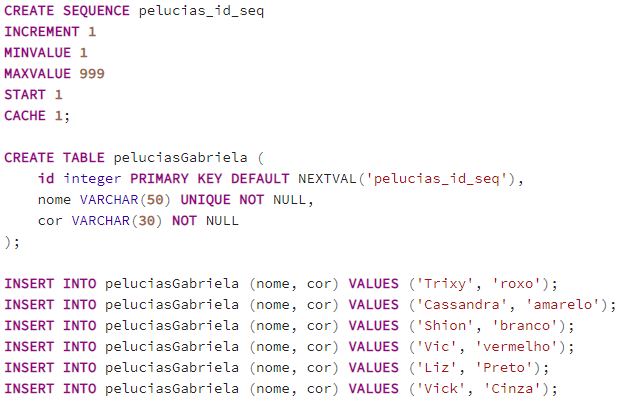 CREATE SEQUENCE pelucias_id_seq
INCREMENT 1
MINVALUE 1
MAXVALUE 999
START 1
CACHE 1;

CREATE TABLE peluciasGabriela (
    id integer PRIMARY KEY DEFAULT NEXTVAL('pelucias_id_seq'),
    nome VARCHAR(50) UNIQUE NOT NULL,
    cor VARCHAR(30) NOT NULL
);

INSERT INTO peluciasGabriela (nome, cor) VALUES ('Trixy', 'roxo');
INSERT INTO peluciasGabriela (nome, cor) VALUES ('Cassandra', 'amarelo');
INSERT INTO peluciasGabriela (nome, cor) VALUES ('Shion', 'branco');
INSERT INTO peluciasGabriela (nome, cor) VALUES ('Vic', 'vermelho');
INSERT INTO peluciasGabriela (nome, cor) VALUES ('Liz', 'Preto');
INSERT INTO peluciasGabriela (nome, cor) VALUES ('Vick', 'Cinza');